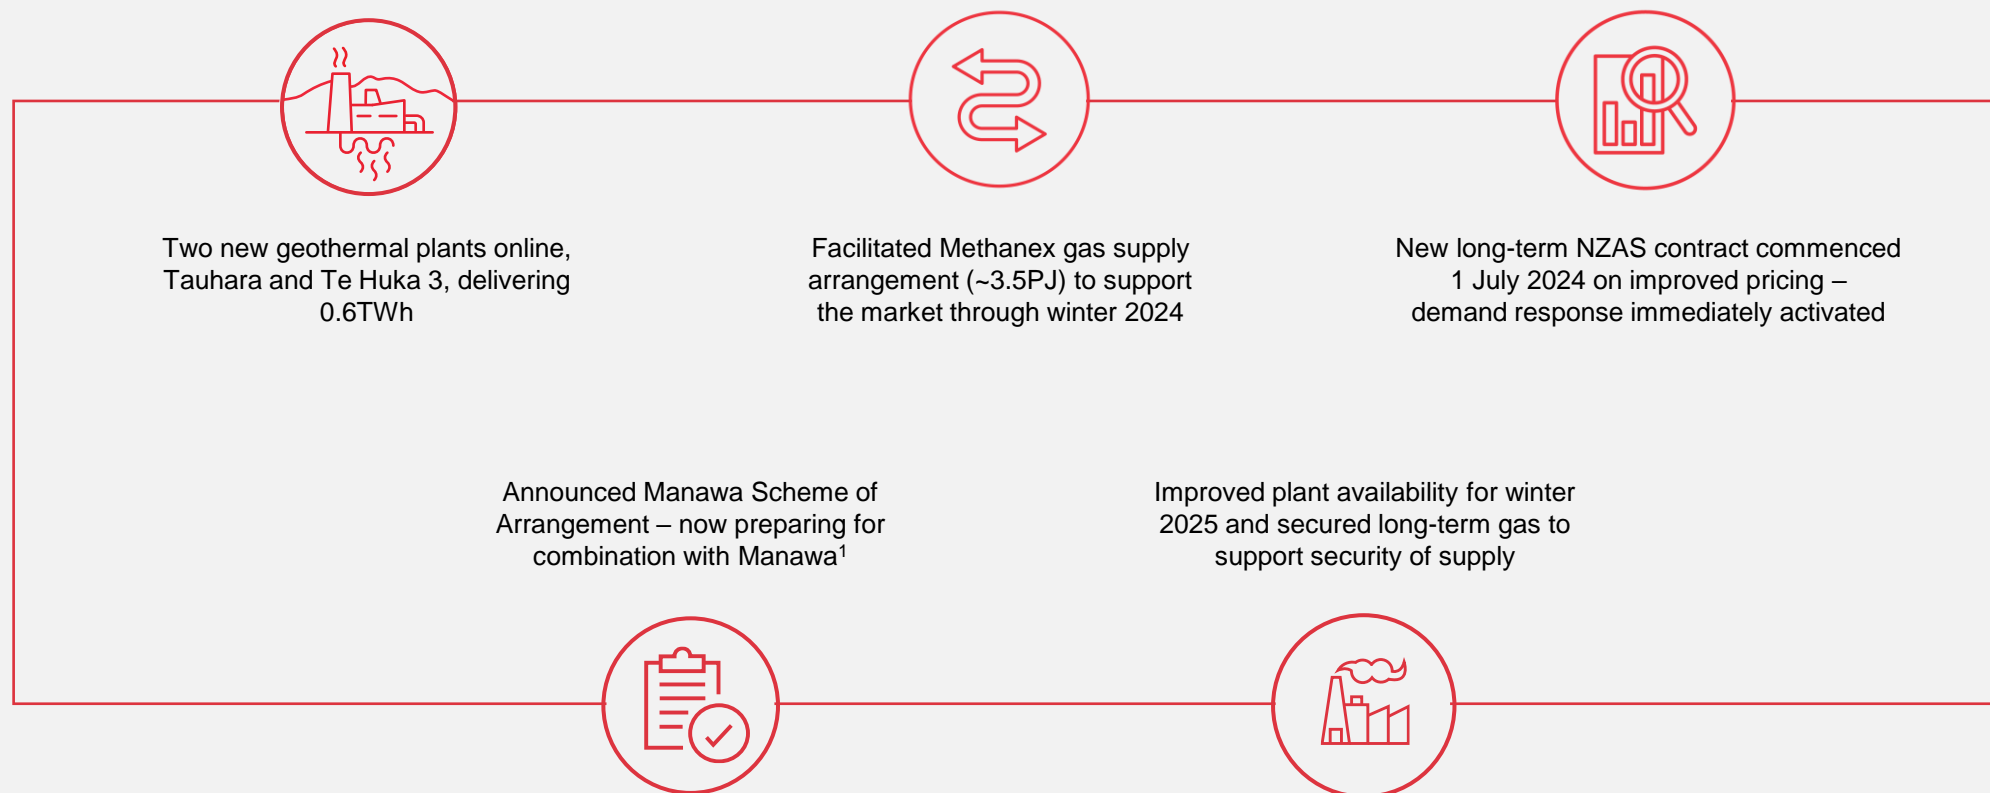 Two new geothermal plants online,
Tauhara and Te Huka 3, delivering
0.6TWh
Facilitated Methanex gas supply
arrangement (~3.5PJ) to support
the market through winter 2024
New long-term NZAS contract commenced
1 July 2024 on improved pricing –
demand response immediately activated
Announced Manawa Scheme of
Arrangement – now preparing for
combination with Manawa¹
Improved plant availability for winter
2025 and secured long-term gas to
support security of supply